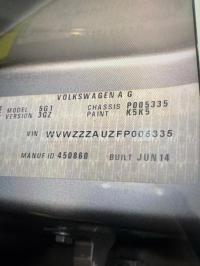 VOLKSWAGEN A G
MODEL 5G1 CHASSIS P005335
VERSION 3GZ PAINT K5K5
VIN WVWZZZAUZFP005335
MANUF ID 450860 BUILT JUN14